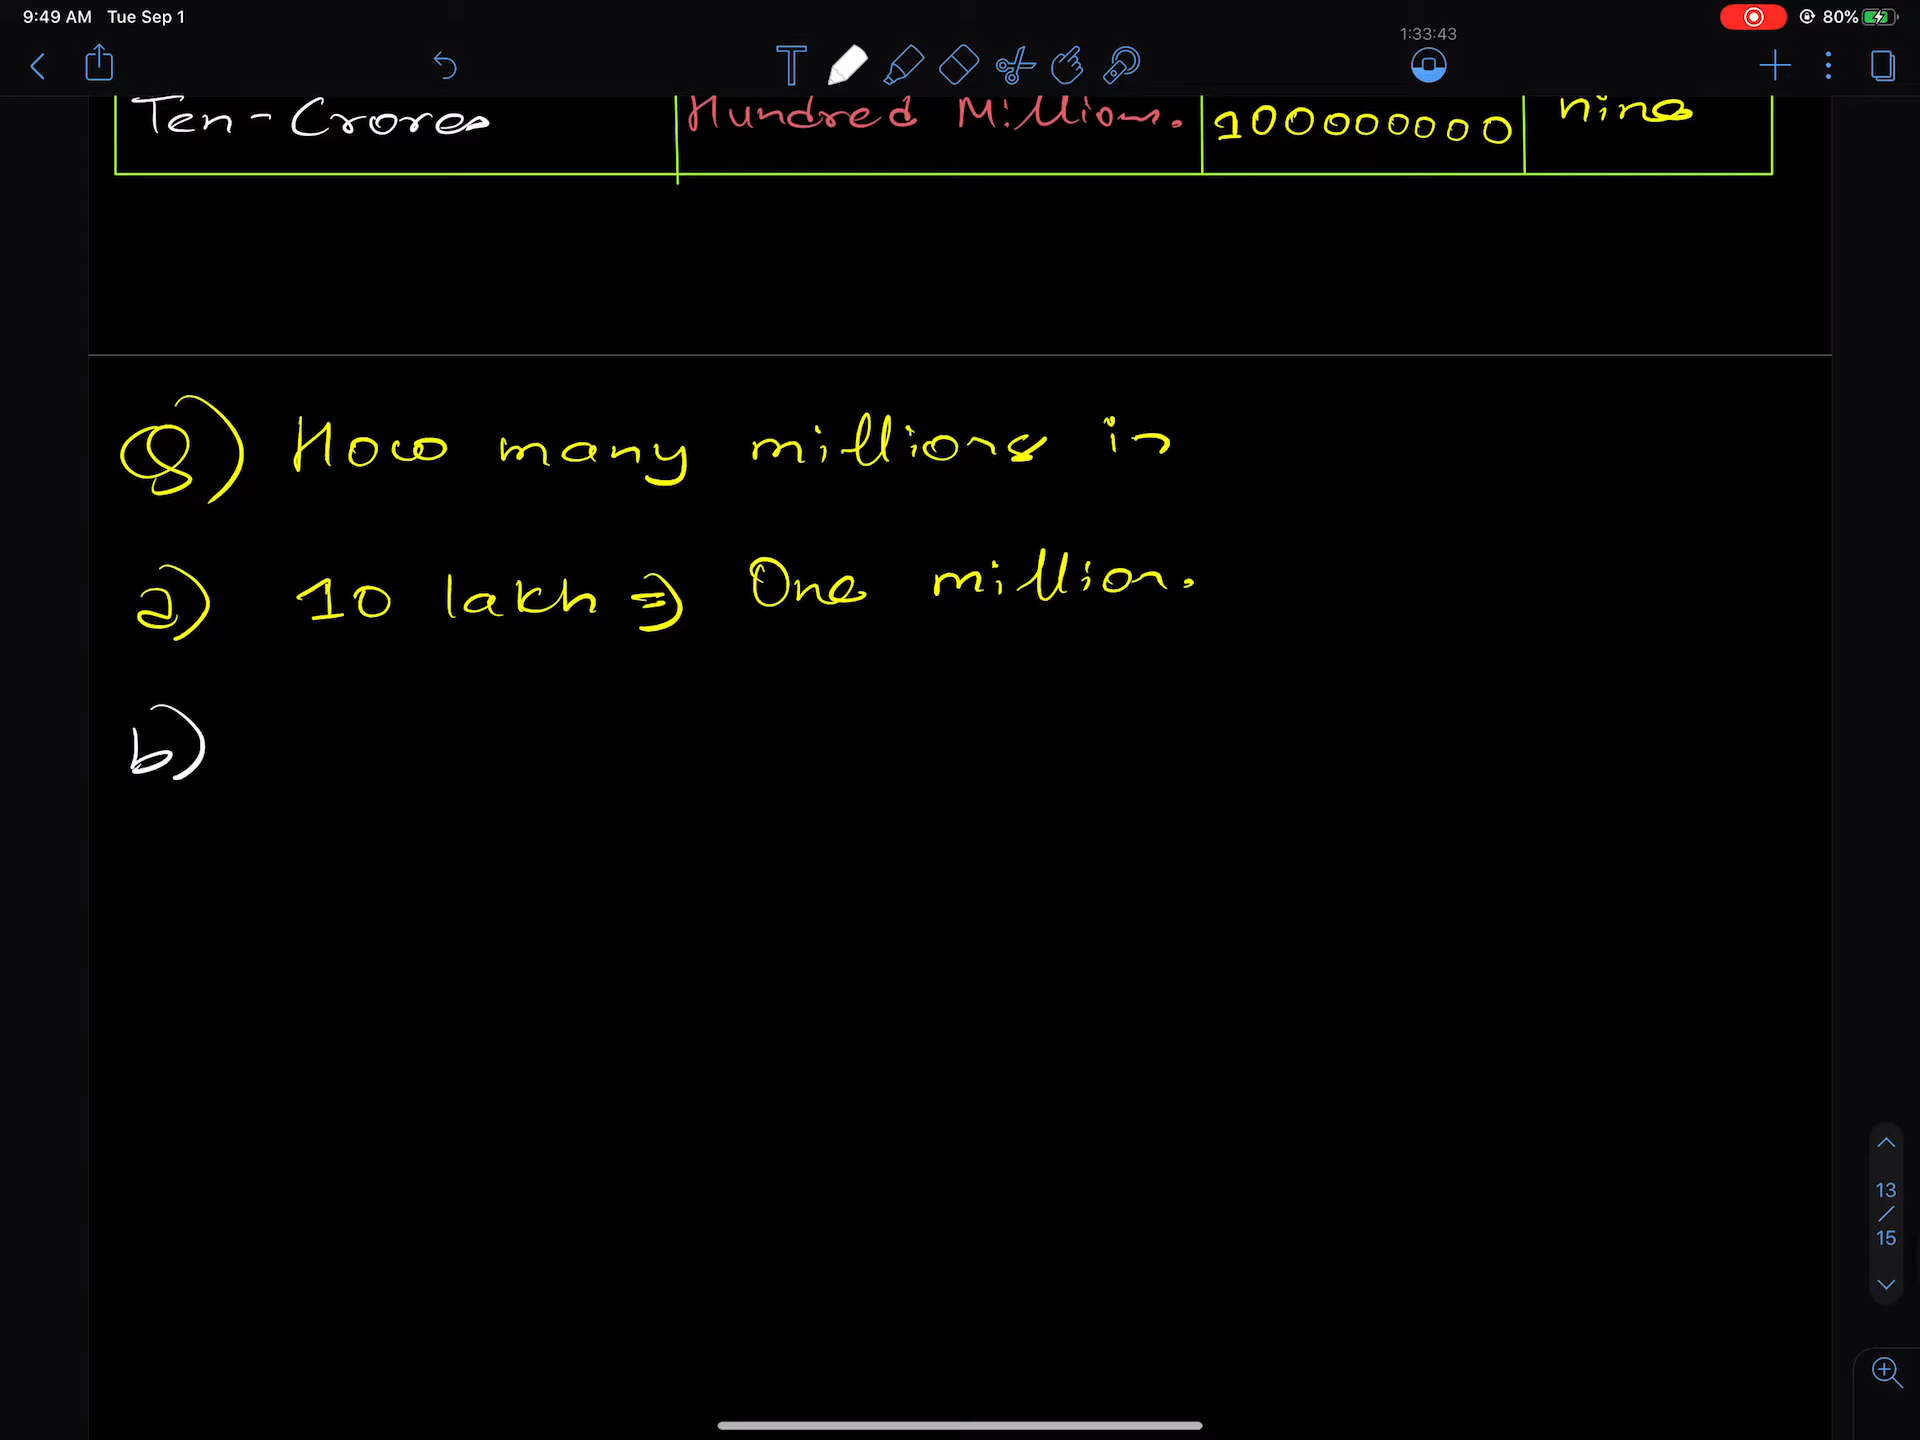 9:49 AM Tue Sep 1
80%
1:33:43
Ten-Crores Hundred Millions. 100000000 nine
Q) How many millions in
a) 10 lakh ⇒ One million.
b)
13
/
15